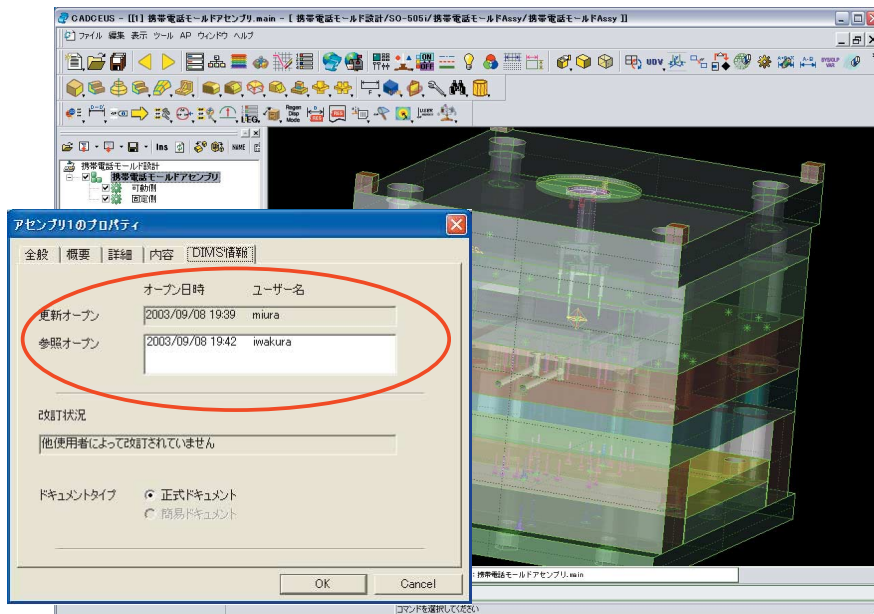 CADCEUS - [[1] 携帯電話モールドアセンブリ.main - [ 携帯電話モールド設計/SO-505i/携帯電話モールドAssy/携帯電話モールドAssy ]]
ファイル 編集 表示 ツール AP ウィンドウ ヘルプ
ON
OFF
UDV
Regen
Disp
Mode
Ins
NAME
携帯電話モールド設計
携帯電話モールドアセンブリ
可動側
固定側
アセンブリ1のプロパティ
全般 概要 詳細 内容 DIMS情報
オープン日時 ユーザー名
更新オープン 2003/09/08 19:39 miura
参照オープン 2003/09/08 19:42 iwakura
改訂状況
他使用者によって改訂されていません
ドキュメントタイプ 正式ドキュメント
簡易ドキュメント
OK Cancel
: 携帯電話モールドアセンブリ.main
コマンドを選択してください